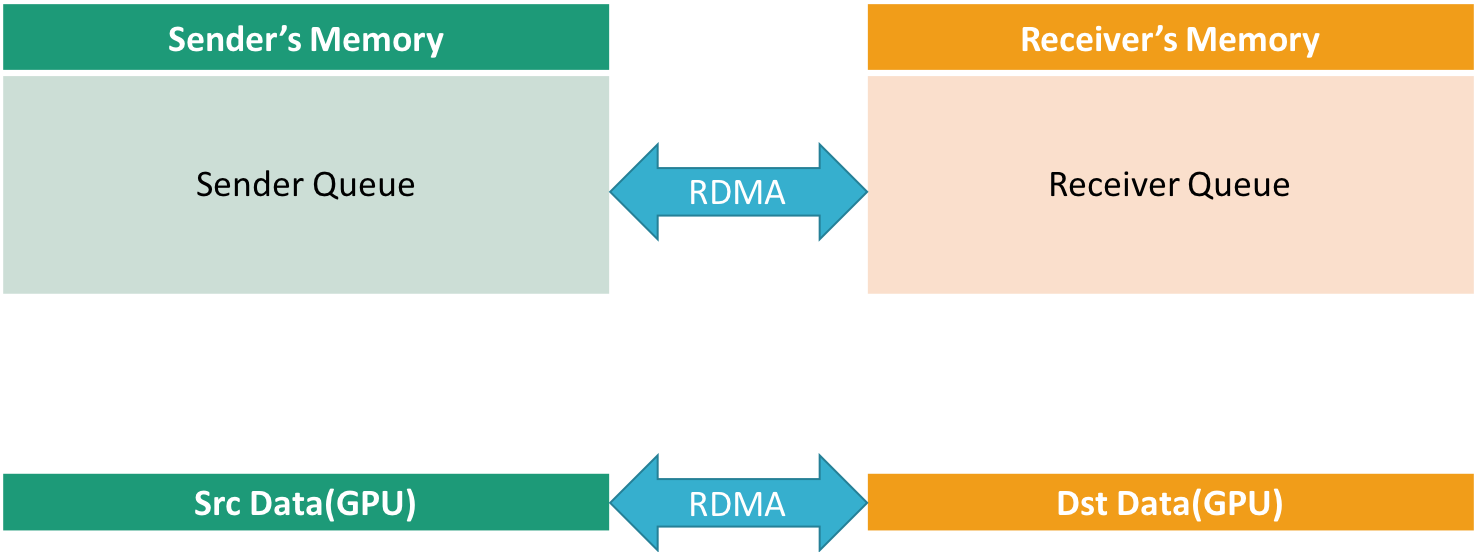 Sender’s Memory
Receiver’s Memory
Sender Queue
RDMA
Receiver Queue
Src Data(GPU)
RDMA
Dst Data(GPU)